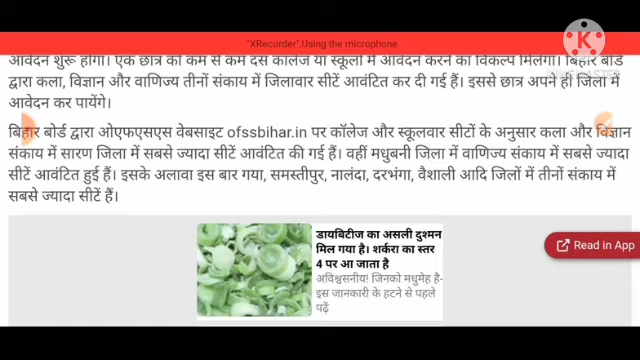 "XRecorder",Using the microphone
आवेदन शुरू होगा। एक छात्र को कम से कम दस कॉलेज या स्कूलों में आवेदन करने का विकल्प मिलेगा। बिहार बोर्ड
द्वारा कला, विज्ञान और वाणिज्य तीनों संकाय में जिलावार सीटें आवंटित कर दी गई हैं। इससे छात्र अपने ही जिला में
आवेदन कर पायेंगे।
बिहार बोर्ड द्वारा ओएफएसएस वेबसाइट ofssbihar.in पर कॉलेज और स्कूलवार सीटों के अनुसार कला और विज्ञान
संकाय में सारण जिला में सबसे ज्यादा सीटें आवंटित की गई हैं। वहीं मधुबनी जिला में वाणिज्य संकाय में सबसे ज्यादा
सीटें आवंटित हुई हैं। इसके अलावा इस बार गया, समस्तीपुर, नालंदा, दरभंगा, वैशाली आदि जिलों में तीनों संकाय में
सबसे ज्यादा सीटें हैं।
डायबिटीज का असली दुश्मन
मिल गया है। शर्करा का स्तर
4 पर आ जाता है
अविश्वसनीय! जिनको मधुमेह है-
इस जानकारी के हटने से पहले
पढ़ें
Read in App